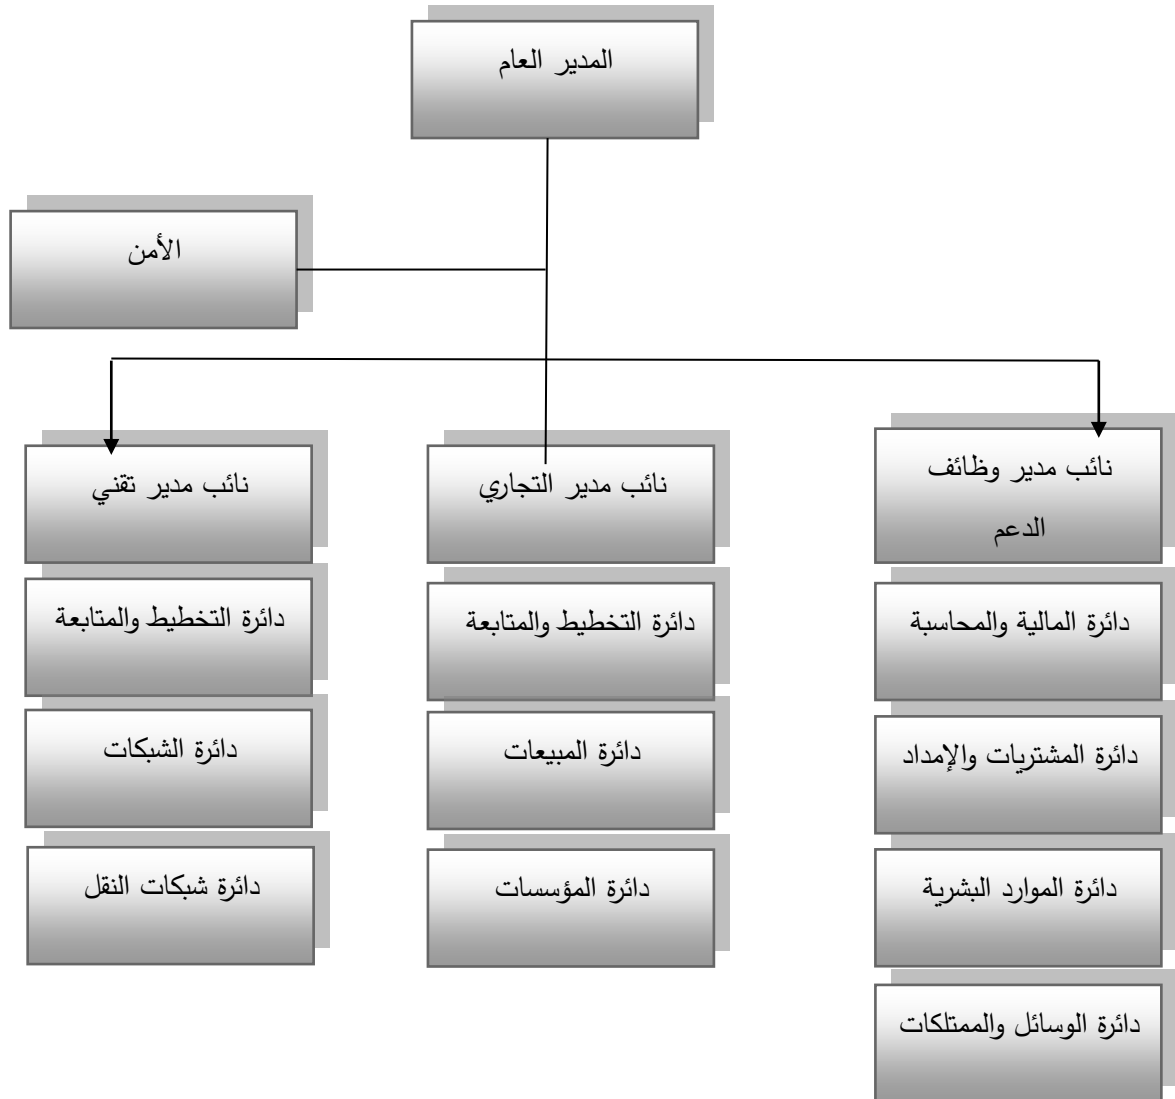 المدير العام
الأمن
نائب مدير وظائف
الدعم
نائب مدير التجاري
نائب مدير تقني
دائرة المالية والمحاسبة
دائرة التخطيط والمتابعة
دائرة التخطيط والمتابعة
دائرة المشتريات والإمداد
دائرة المبيعات
دائرة الشبكات
دائرة الموارد البشرية
دائرة المؤسسات
دائرة شبكات النقل
دائرة الوسائل والممتلكات